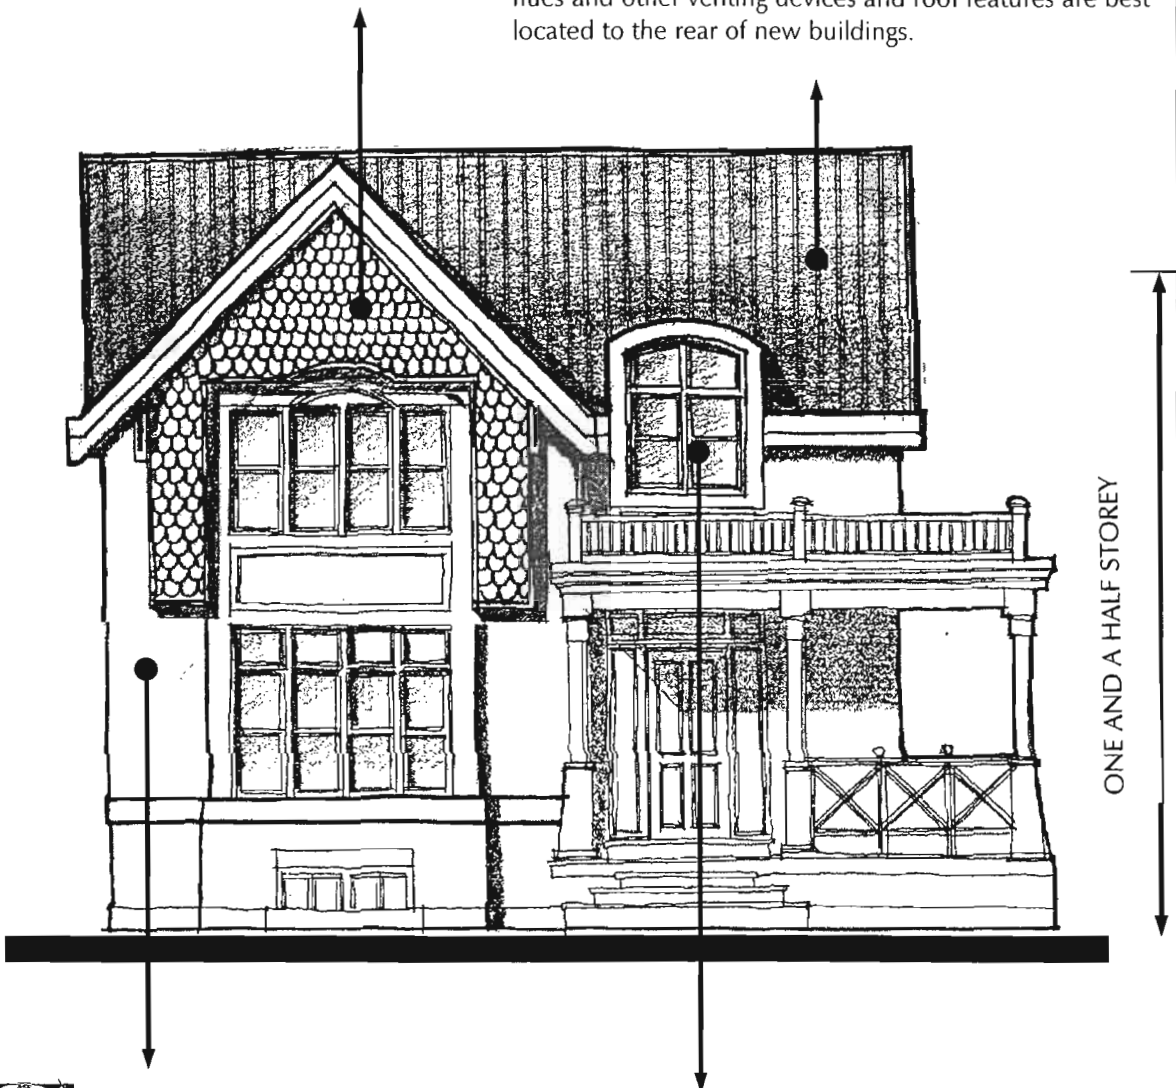 flues and other venting devices and roof features are best
located to the rear of new buildings.
ONE AND A HALF STOREY